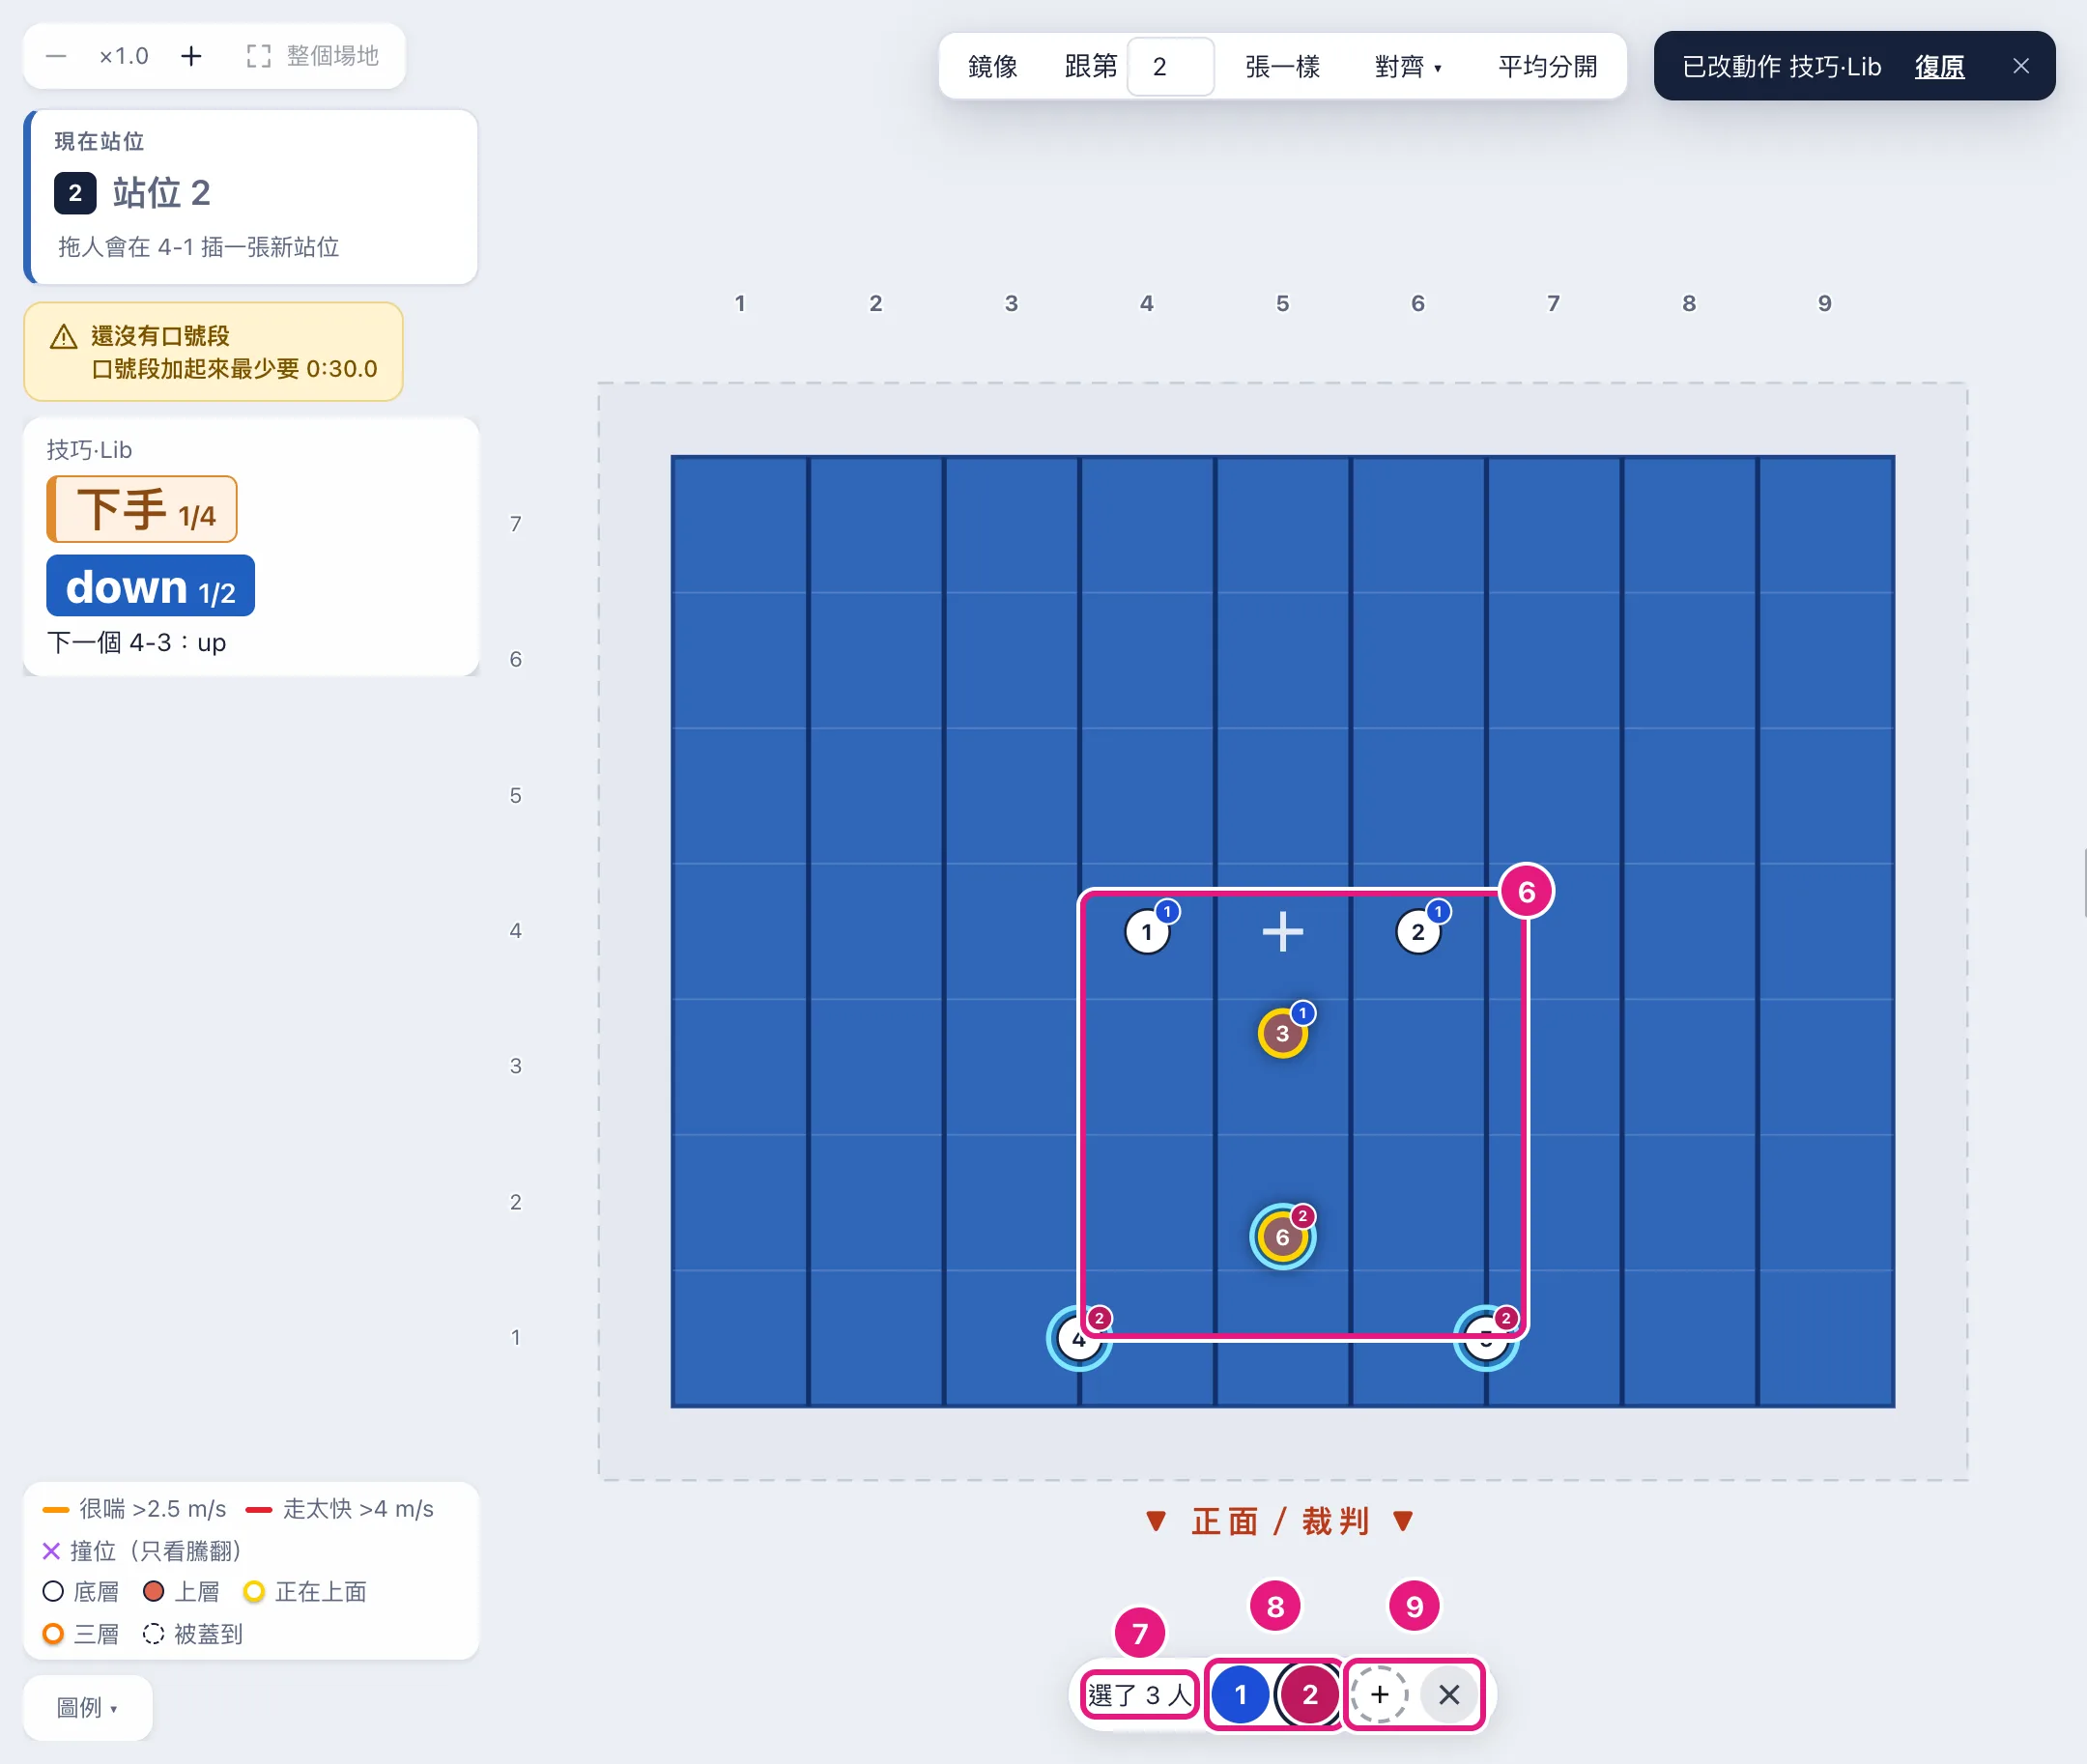 ×1.0 整個場地
鏡像 跟第 2 張一樣 對齊 ▾ 平均分開
已改動作 技巧·Lib 復原 ×
現在站位
2 站位 2
拖人會在 4-1 插一張新站位
還沒有口號段
口號段加起來最少要 0:30.0
技巧·Lib
下手 1/4
down 1/2
下一個 4-3：up
1 2 3 4 5 6 7 8 9
7
6
5
4
3
2
1
6
1 1
2 1
3 1
6 2
4 2
5 2
▼ 正面 / 裁判 ▼
很喘 >2.5 m/s 走太快 >4 m/s
撞位（只看騰翻）
底層 上層 正在上面
三層 被蓋到
圖例 ▾
7 8 9
選了 3 人 1 2 + ×